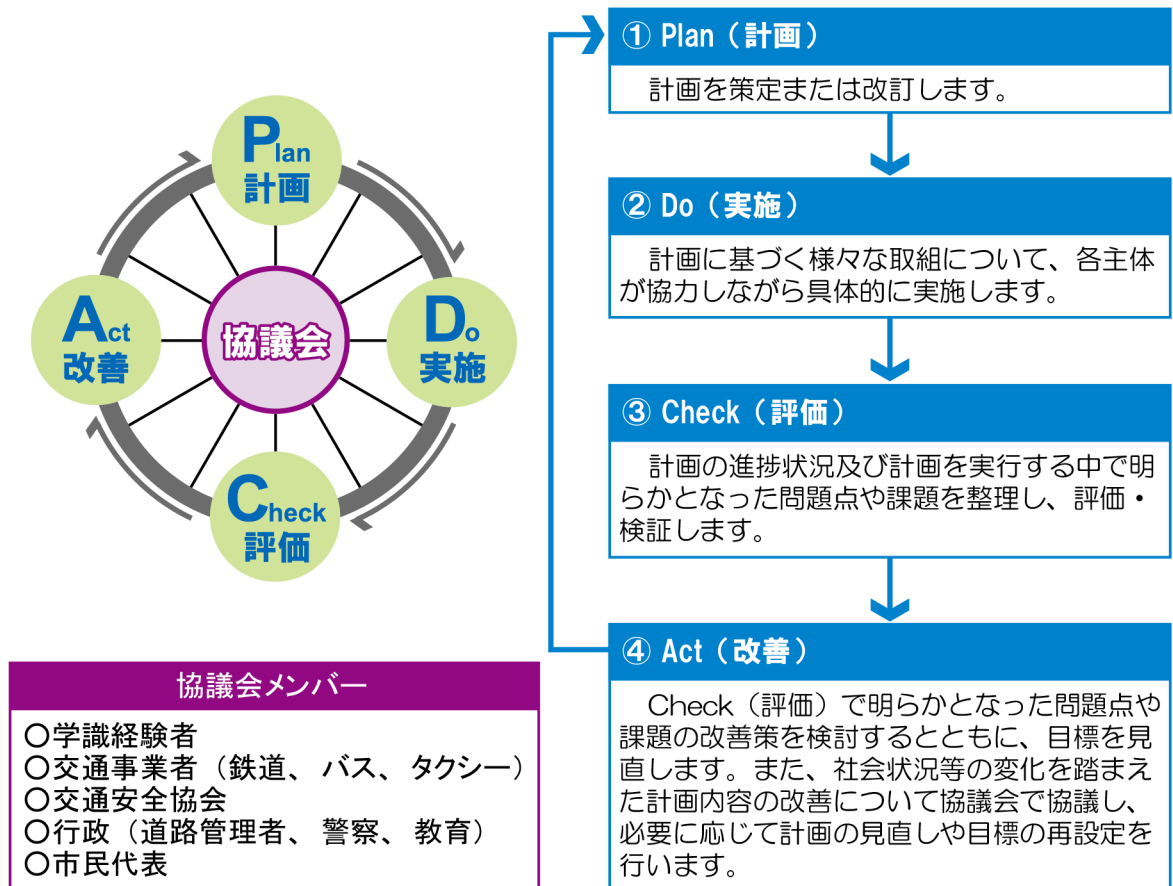 Plan
計画
Do
実施
Check
評価
Act
改善
協議会
協議会メンバー
○学識経験者
○交通事業者（鉄道、バス、タクシー）
○交通安全協会
○行政（道路管理者、警察、教育）
○市民代表
① Plan（計画）
計画を策定または改訂します。
② Do（実施）
計画に基づく様々な取組について、各主体
が協力しながら具体的に実施します。
③ Check（評価）
計画の進捗状況及び計画を実行する中で明
らかとなった問題点や課題を整理し、評価・
検証します。
④ Act（改善）
Check（評価）で明らかとなった問題点や
課題の改善策を検討するとともに、目標を見
直します。また、社会状況等の変化を踏まえ
た計画内容の改善について協議会で協議し、
必要に応じて計画の見直しや目標の再設定を
行います。